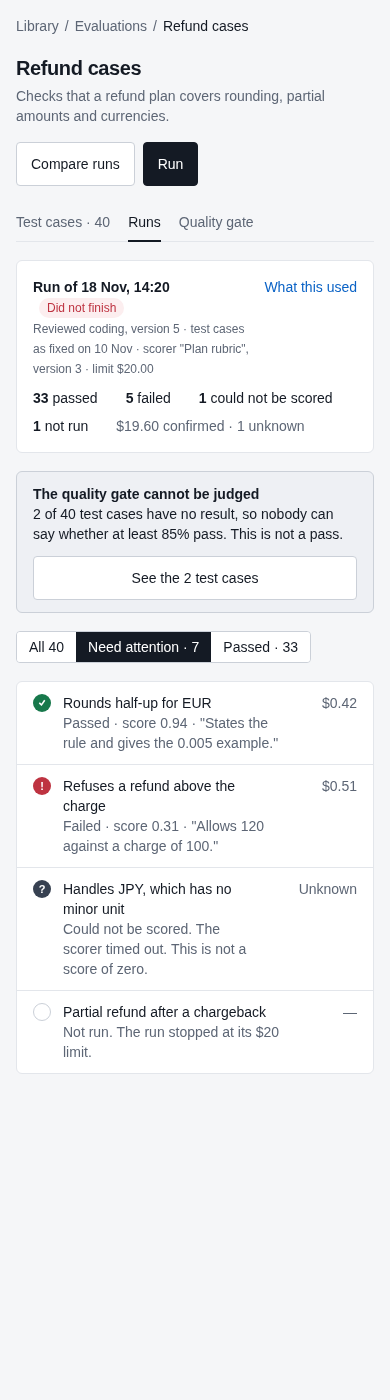 Library / Evaluations / Refund cases
Refund cases
Checks that a refund plan covers rounding, partial
amounts and currencies.
Compare runs
Run
Test cases · 40
Runs
Quality gate
Run of 18 Nov, 14:20
What this used
Did not finish
Reviewed coding, version 5 · test cases
as fixed on 10 Nov · scorer "Plan rubric",
version 3 · limit $20.00
33 passed 5 failed 1 could not be scored
1 not run $19.60 confirmed · 1 unknown
The quality gate cannot be judged
2 of 40 test cases have no result, so nobody can
say whether at least 85% pass. This is not a pass.
See the 2 test cases
All 40
Need attention · 7
Passed · 33
Rounds half-up for EUR
$0.42
Passed · score 0.94 · "States the
rule and gives the 0.005 example."
!
Refuses a refund above the
$0.51
charge
Failed · score 0.31 · "Allows 120
against a charge of 100."
?
Handles JPY, which has no
Unknown
minor unit
Could not be scored. The
scorer timed out. This is not a
score of zero.
Partial refund after a chargeback
—
Not run. The run stopped at its $20
limit.